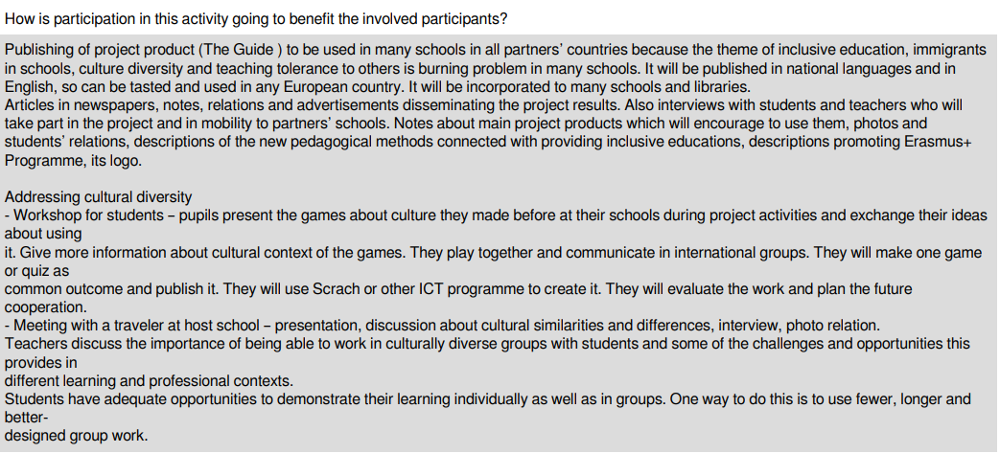 How is participation in this activity going to benefit the involved participants?
Publishing of project product (The Guide ) to be used in many schools in all partners' countries because the theme of inclusive education, immigrants
in schools, culture diversity and teaching tolerance to others is burning problem in many schools. It will be published in national languages and in
English, so can be tasted and used in any European country. It will be incorporated to many schools and libraries.
Articles in newspapers, notes, relations and advertisements disseminating the project results. Also interviews with students and teachers who will
take part in the project and in mobility to partners' schools. Notes about main project products which will encourage to use them, photos and
students' relations, descriptions of the new pedagogical methods connected with providing inclusive educations, descriptions promoting Erasmus+
Programme, its logo.
Addressing cultural diversity
- Workshop for students – pupils present the games about culture they made before at their schools during project activities and exchange their ideas
about using
it. Give more information about cultural context of the games. They play together and communicate in international groups. They will make one game
or quiz as
common outcome and publish it. They will use Scrach or other ICT programme to create it. They will evaluate the work and plan the future
cooperation.
- Meeting with a traveler at host school – presentation, discussion about cultural similarities and differences, interview, photo relation.
Teachers discuss the importance of being able to work in culturally diverse groups with students and some of the challenges and opportunities this
provides in
different learning and professional contexts.
Students have adequate opportunities to demonstrate their learning individually as well as in groups. One way to do this is to use fewer, longer and
better-
designed group work.